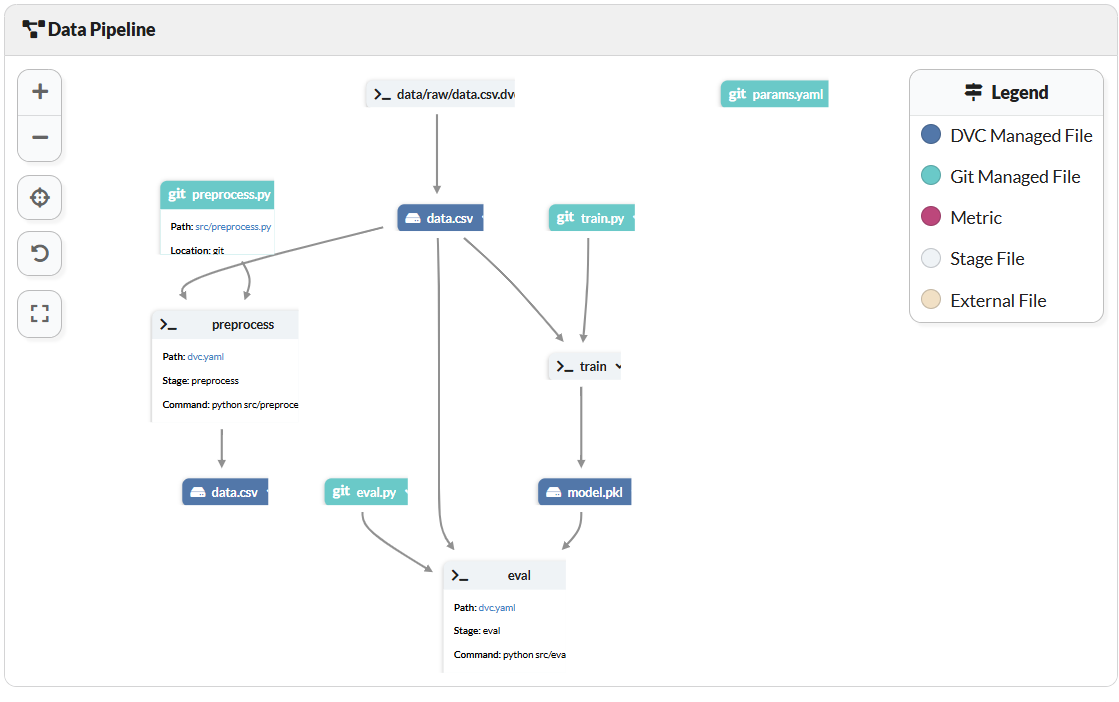 Data Pipeline
data/raw/data.csv.dv
git params.yaml
Legend
DVC Managed File
Git Managed File
Metric
Stage File
External File
git preprocess.py
Path: src/preprocess.py
Location: git
data.csv
git train.py
preprocess
Path: dvc.yaml
Stage: preprocess
Command: python src/preproce
train
data.csv
git eval.py
model.pkl
eval
Path: dvc.yaml
Stage: eval
Command: python src/eva